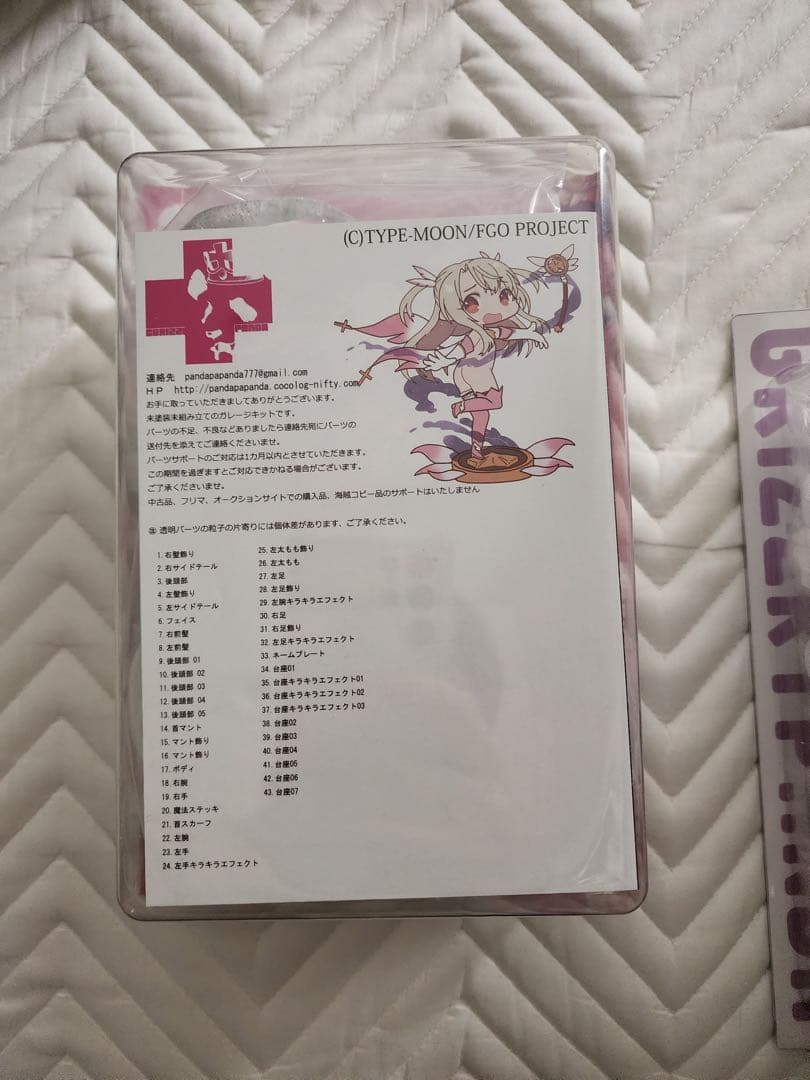 (C)TYPE-MOON/FGO PROJECT
GRIZZLY PANDA
連絡先 pandapapanda777@gmail.com
HP http://pandapapanda.cocolog-nifty.com
お手に取っていただきましてありがとうございます。
未塗装未組み立てのガレージキットです。
パーツの不足、不良などありましたら連絡先宛にパーツの
送付先を添えてご連絡くださいませ。
パーツサポートのご対応は1カ月以内とさせていただきます。
この期間を過ぎますとご対応できかねる場合がございます。
ご了承くださいませ。
中古品、フリマ、オークションサイトでの購入品、海賊コピー品のサポートはいたしません
㊟ 透明パーツの粒子の片寄りには個体差があります、ご了承ください。
1. 右髪飾り
2. 右サイドテール
3. 後頭部
4. 左髪飾り
5. 左サイドテール
6. フェイス
7. 右前髪
8. 左前髪
9. 後頭部 01
10. 後頭部 02
11. 後頭部 03
12. 後頭部 04
13. 後頭部 05
14. 首マント
15. マント飾り
16. マント飾り
17. ボディ
18. 右腕
19. 右手
20. 魔法ステッキ
21. 首スカーフ
22. 左腕
23. 左手
24. 左手キラキラエフェクト
25. 左太もも飾り
26. 左太もも
27. 左足
28. 左足飾り
29. 左腕キラキラエフェクト
30. 右足
31. 右足飾り
32. 左足キラキラエフェクト
33. ネームプレート
34. 台座01
35. 台座キラキラエフェクト01
36. 台座キラキラエフェクト02
37. 台座キラキラエフェクト03
38. 台座02
39. 台座03
40. 台座04
41. 台座05
42. 台座06
43. 台座07